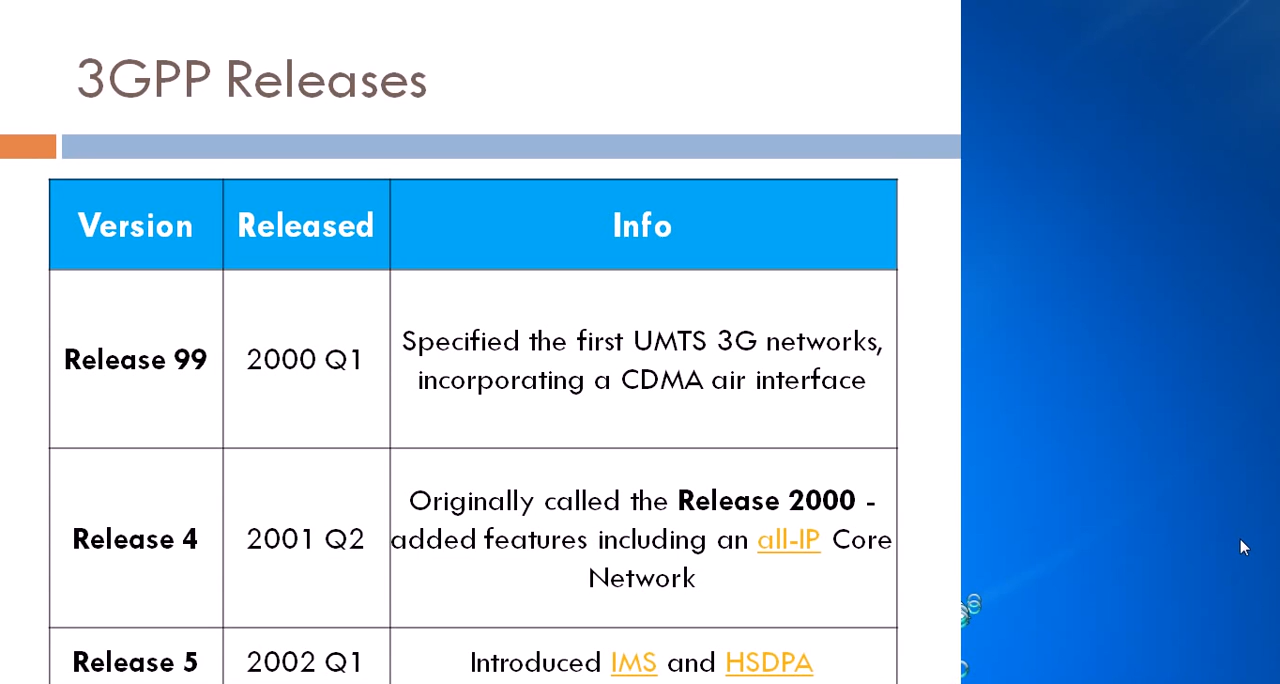 3GPP Releases
Version Released Info
Release 99 2000 Q1 Specified the first UMTS 3G networks,
incorporating a CDMA air interface
Release 4 2001 Q2 Originally called the Release 2000 -
added features including an all-IP Core
Network
Release 5 2002 Q1 Introduced IMS and HSDPA